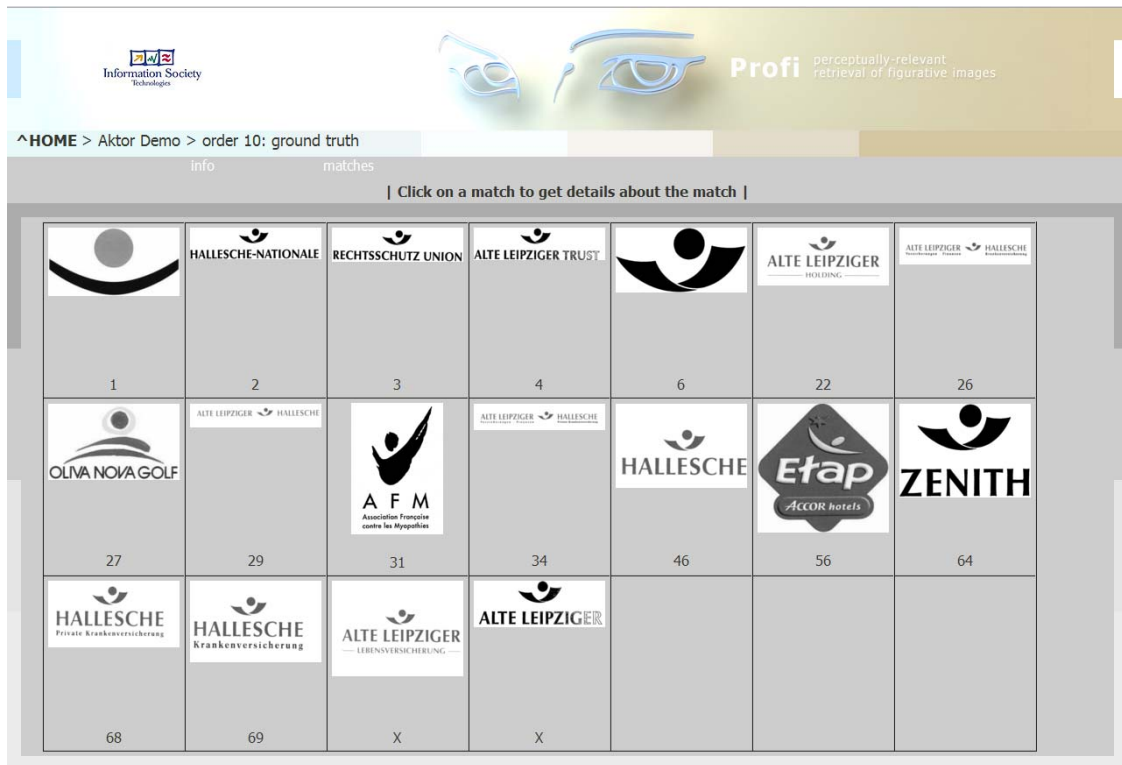 Information Society
Technologies
Profi perceptually-relevant
retrieval of figurative images
^HOME > Aktor Demo > order 10: ground truth
info matches
| Click on a match to get details about the match |
HALLESCHE-NATIONALE
RECHTSSCHUTZ UNION
ALTE LEIPZIGER TRUST
ALTE LEIPZIGER
HOLDING
ALTE LEIPZIGER HALLESCHE
1 2 3 4 6 22 26
OLIVA NOVA GOLF
ALTE LEIPZIGER HALLESCHE
A F M
Association Française
contre les Myopathies
ALTE LEIPZIGER HALLESCHE
HALLESCHE
Etap
ACCOR hotels
ZENITH
27 29 31 34 46 56 64
HALLESCHE
Private Krankenversicherung
HALLESCHE
Krankenversicherung
ALTE LEIPZIGER
LEBENSVERSICHERUNG
ALTE LEIPZIGER
68 69 X X